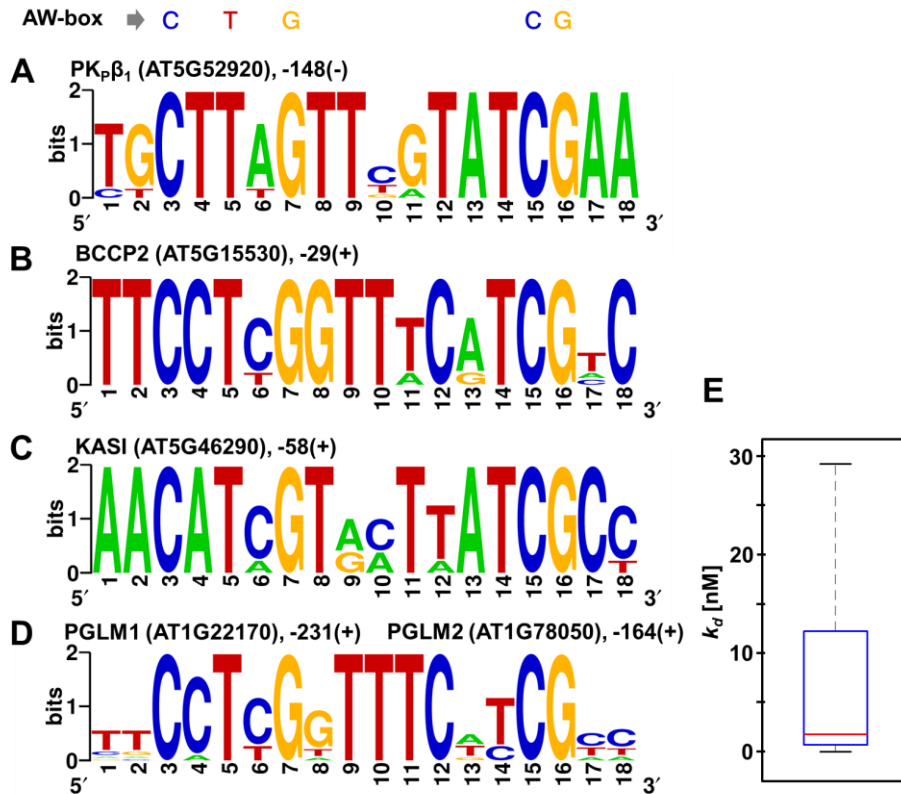 AW-box C T G C G
A PKPβ1 (AT5G52920), -148(-)
2
bits
1
0
TGCTTAGTTCGTATCGAA
C T T T A
G
1 2 3 4 5 6 7 8 9 10 11 12 13 14 15 16 17 18
5′ 3′
B BCCP2 (AT5G15530), -29(+)
2
bits
1
0
TTCCTCGGTTTCATCGTC
T A G A
C
1 2 3 4 5 6 7 8 9 10 11 12 13 14 15 16 17 18
5′ 3′
C KASI (AT5G46290), -58(+)
2
bits
1
0
AACATCGTACTTATCGCC
A G A A T
1 2 3 4 5 6 7 8 9 10 11 12 13 14 15 16 17 18
5′ 3′
D PGLM1 (AT1G22170), -231(+) PGLM2 (AT1G78050), -164(+)
2
bits
1
0
TTCCTCGGTTTCATCGCC
A T T T C T T
1 2 3 4 5 6 7 8 9 10 11 12 13 14 15 16 17 18
5′ 3′
E
30
20
10
0
kd [nM]